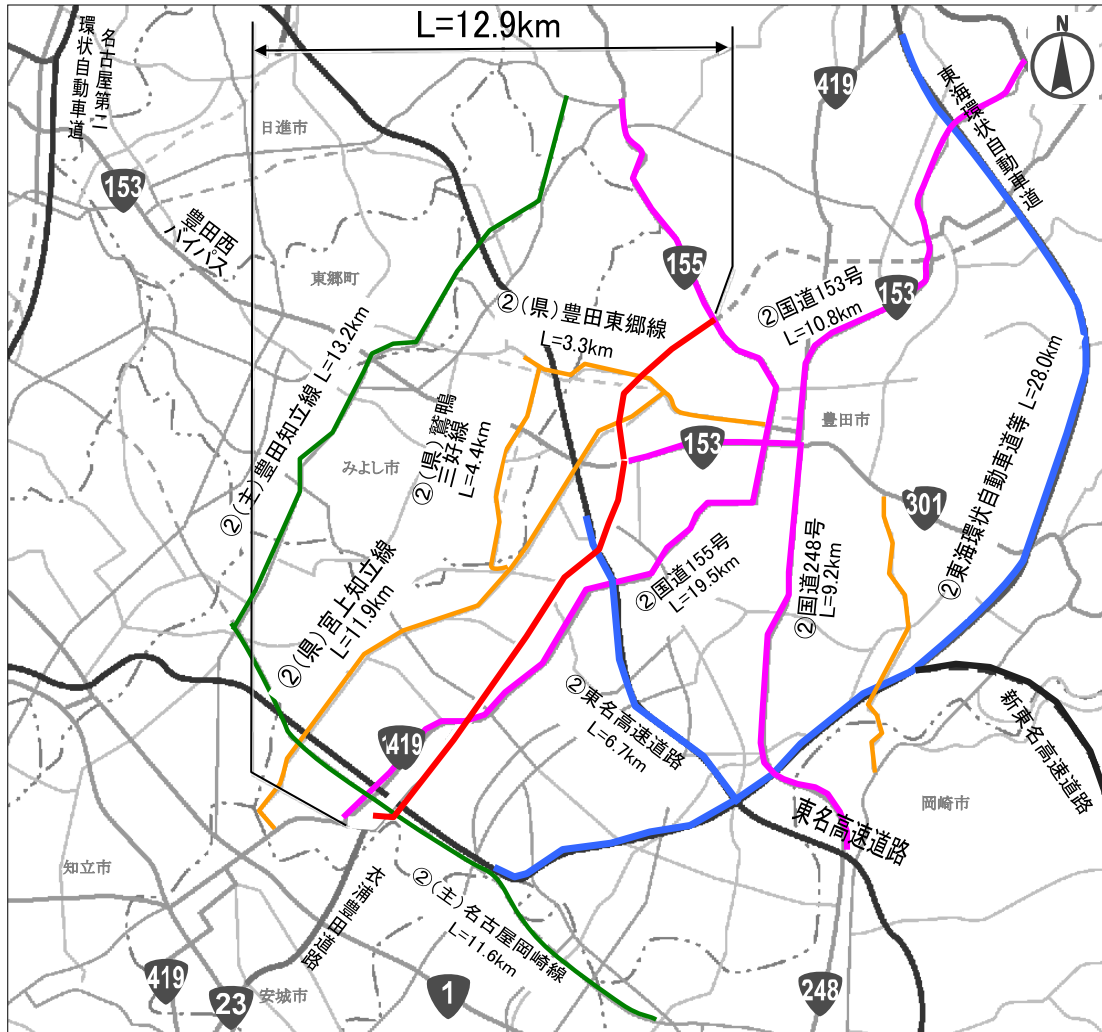 L=12.9km
N
名古屋第二
環状自動車道
419
東海環状自動車道
日進市
153
豊田西
バイパス
東郷町
155
②国道153号
L=10.8km
153
②(県)豊田東郷線
L=3.3km
②(主)豊田知立線 L=13.2km
②(県)鴛鴨
三好線
L=4.4km
みよし市
153
豊田市
301
②東海環状自動車道等 L=28.0km
②国道155号
L=19.5km
②国道248号
L=9.2km
②(県)宮上知立線
L=11.9km
②東名高速道路
L=6.7km
419
新東名高速道路
岡崎市
東名高速道路
知立市
衣浦豊田道路
②(主)名古屋岡崎線
L=11.6km
419
23
安城市
1
248